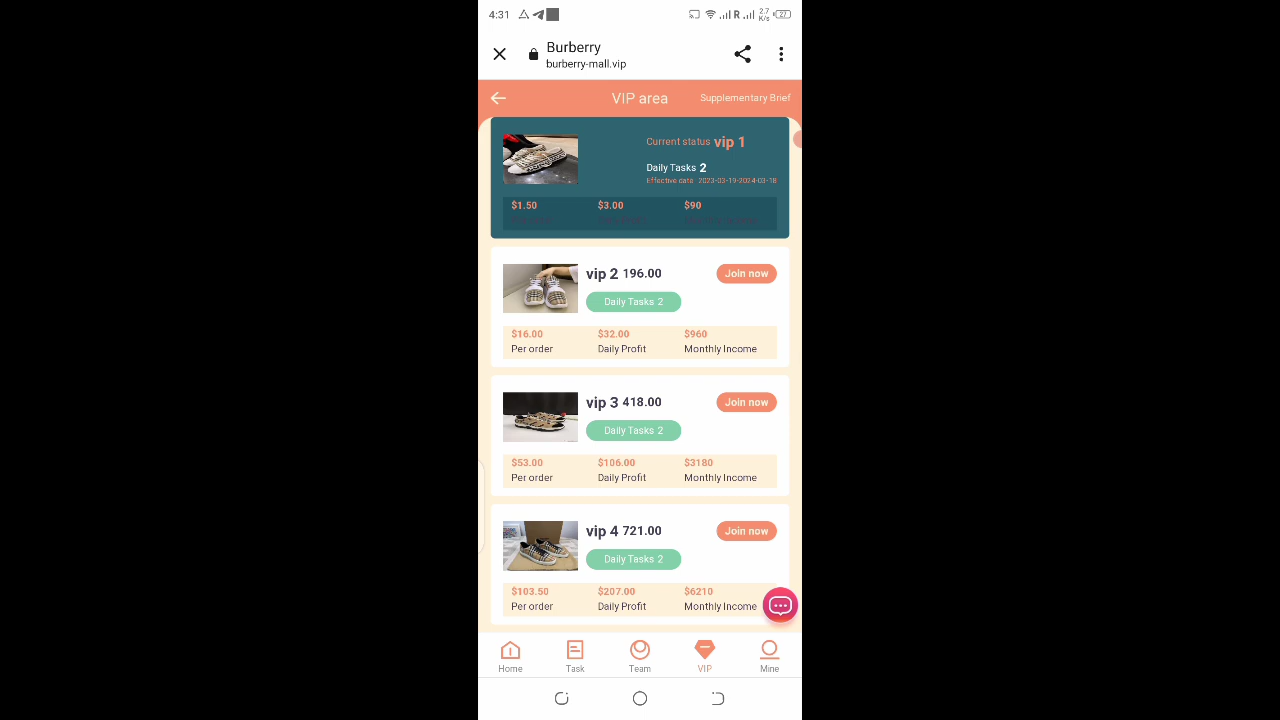 4:31
R
2.7
K/s
27
Burberry
burberry-mall.vip
VIP area
Supplementary Brief
Current status vip 1
Daily Tasks 2
Effective date 2023-03-19-2024-03-18
$1.50 $3.00 $90
vip 2 196.00
Join now
Daily Tasks 2
$16.00 $32.00 $960
Per order Daily Profit Monthly Income
vip 3 418.00
Join now
Daily Tasks 2
$53.00 $106.00 $3180
Per order Daily Profit Monthly Income
vip 4 721.00
Join now
Daily Tasks 2
$103.50 $207.00 $6210
Per order Daily Profit Monthly Income
Home Task Team VIP Mine